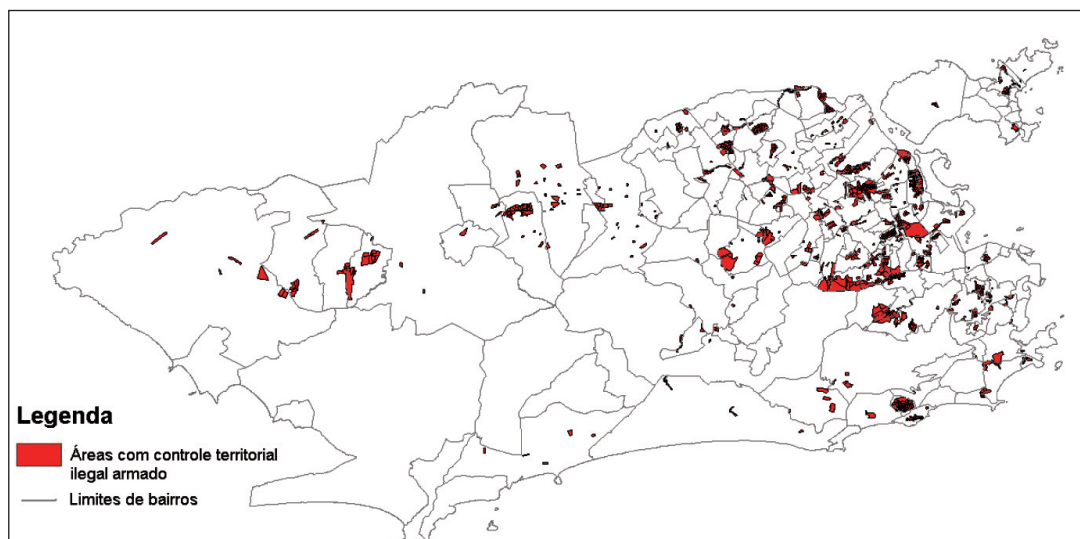 Legenda
Áreas com controle territorial
ilegal armado
Limites de bairros